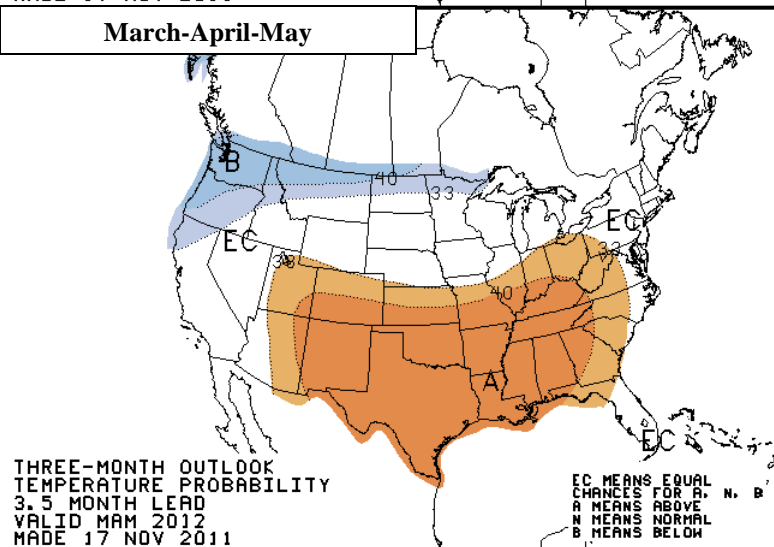 March-April-May
B
40
33
EC
EC
33
A
40
A
EC
THREE-MONTH OUTLOOK
TEMPERATURE PROBABILITY
3.5 MONTH LEAD
VALID MAM 2012
MADE 17 NOV 2011
EC MEANS EQUAL
CHANCES FOR A, N, B
A MEANS ABOVE
N MEANS NORMAL
B MEANS BELOW